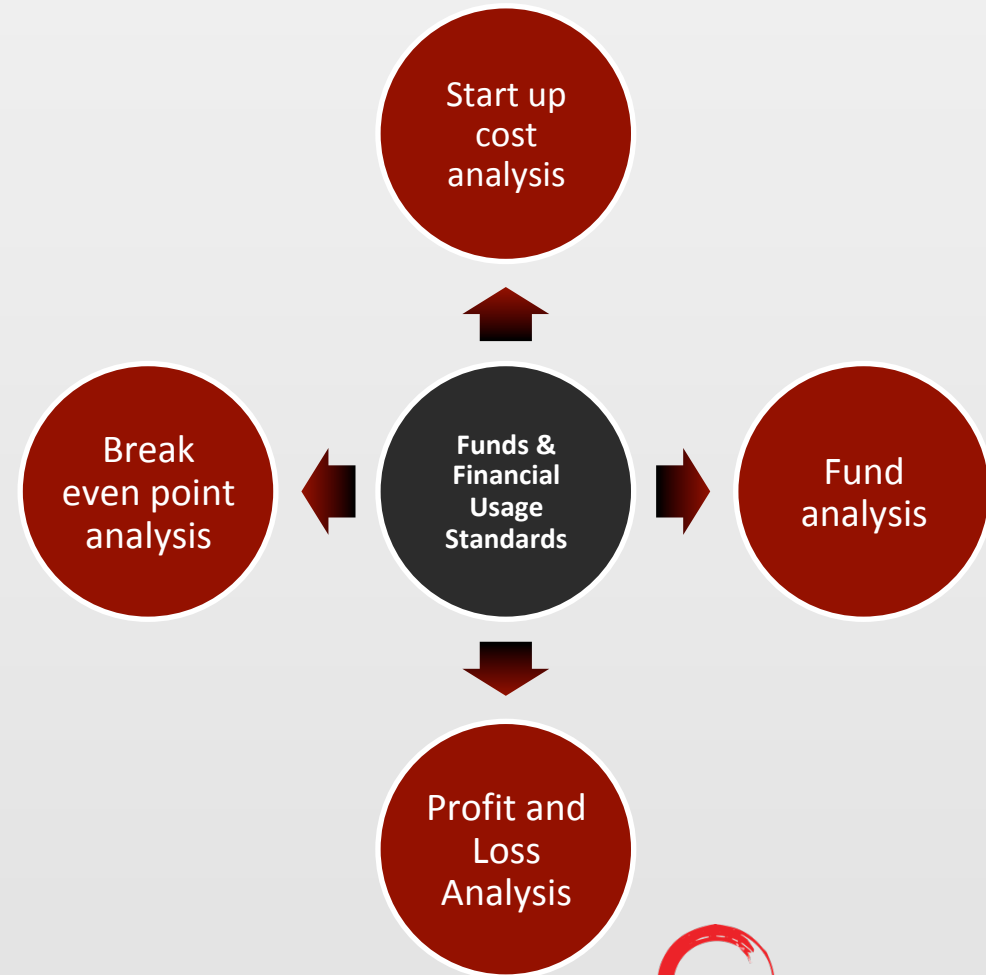 Start up
cost
analysis
Break
even point
analysis
Funds &
Financial
Usage
Standards
Fund
analysis
Profit and
Loss
Analysis